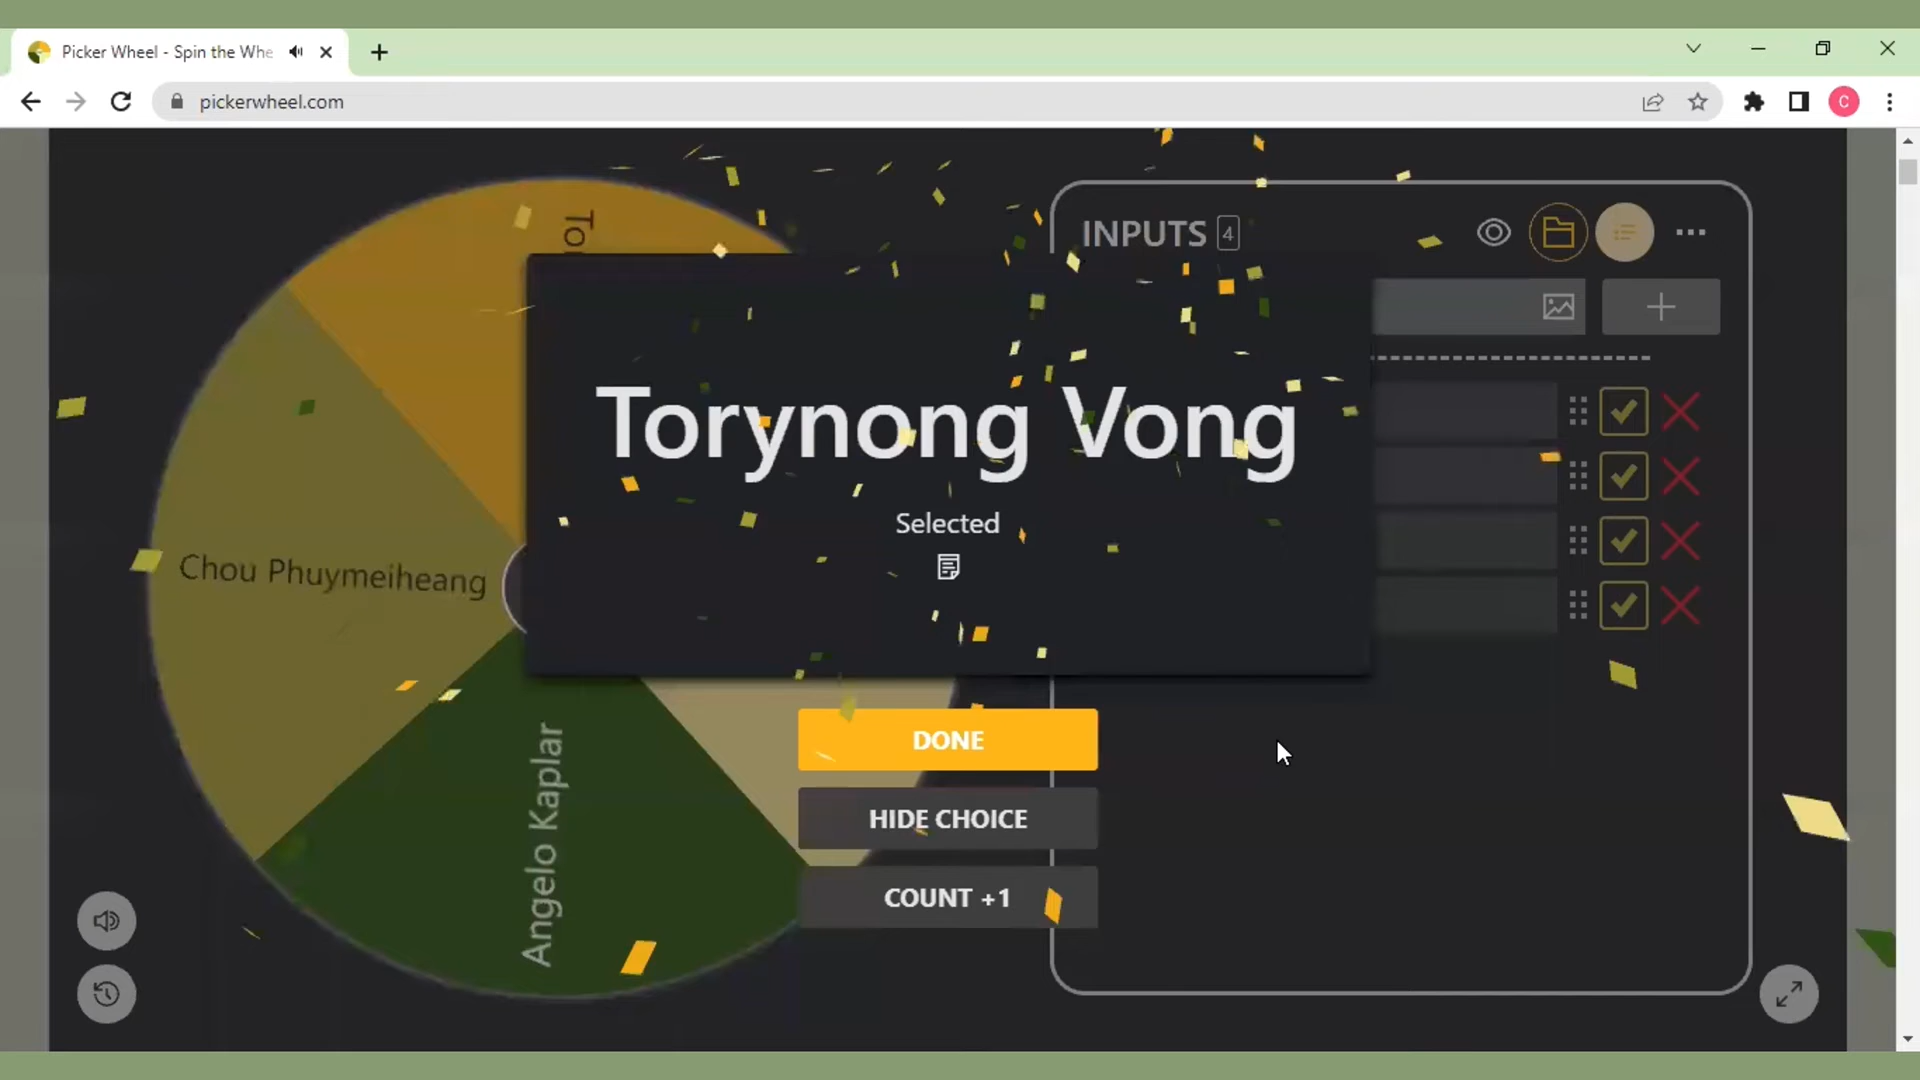 Picker Wheel - Spin the Whe
pickerwheel.com
C
INPUTS 4
To
Torynong Vong
Selected
Chou Phuymeiheang
Angelo Kaplar
DONE
HIDE CHOICE
COUNT +1